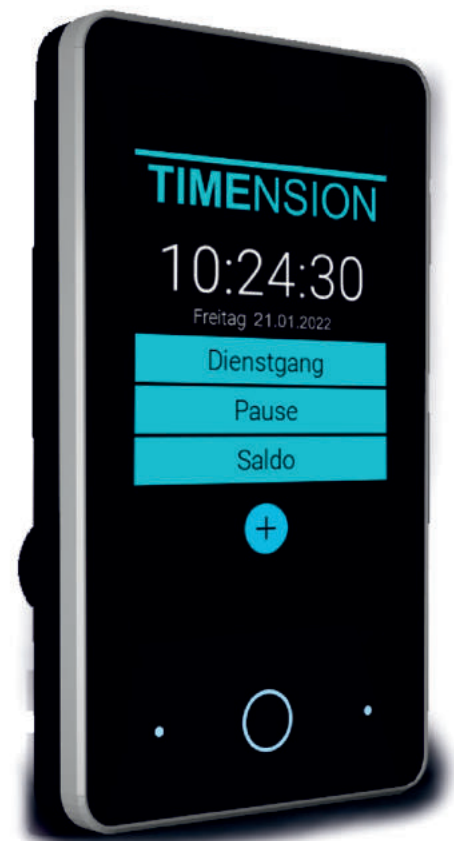 TIMENSION
10:24:30
Freitag 21.01.2022
Dienstgang
Pause
Saldo
+